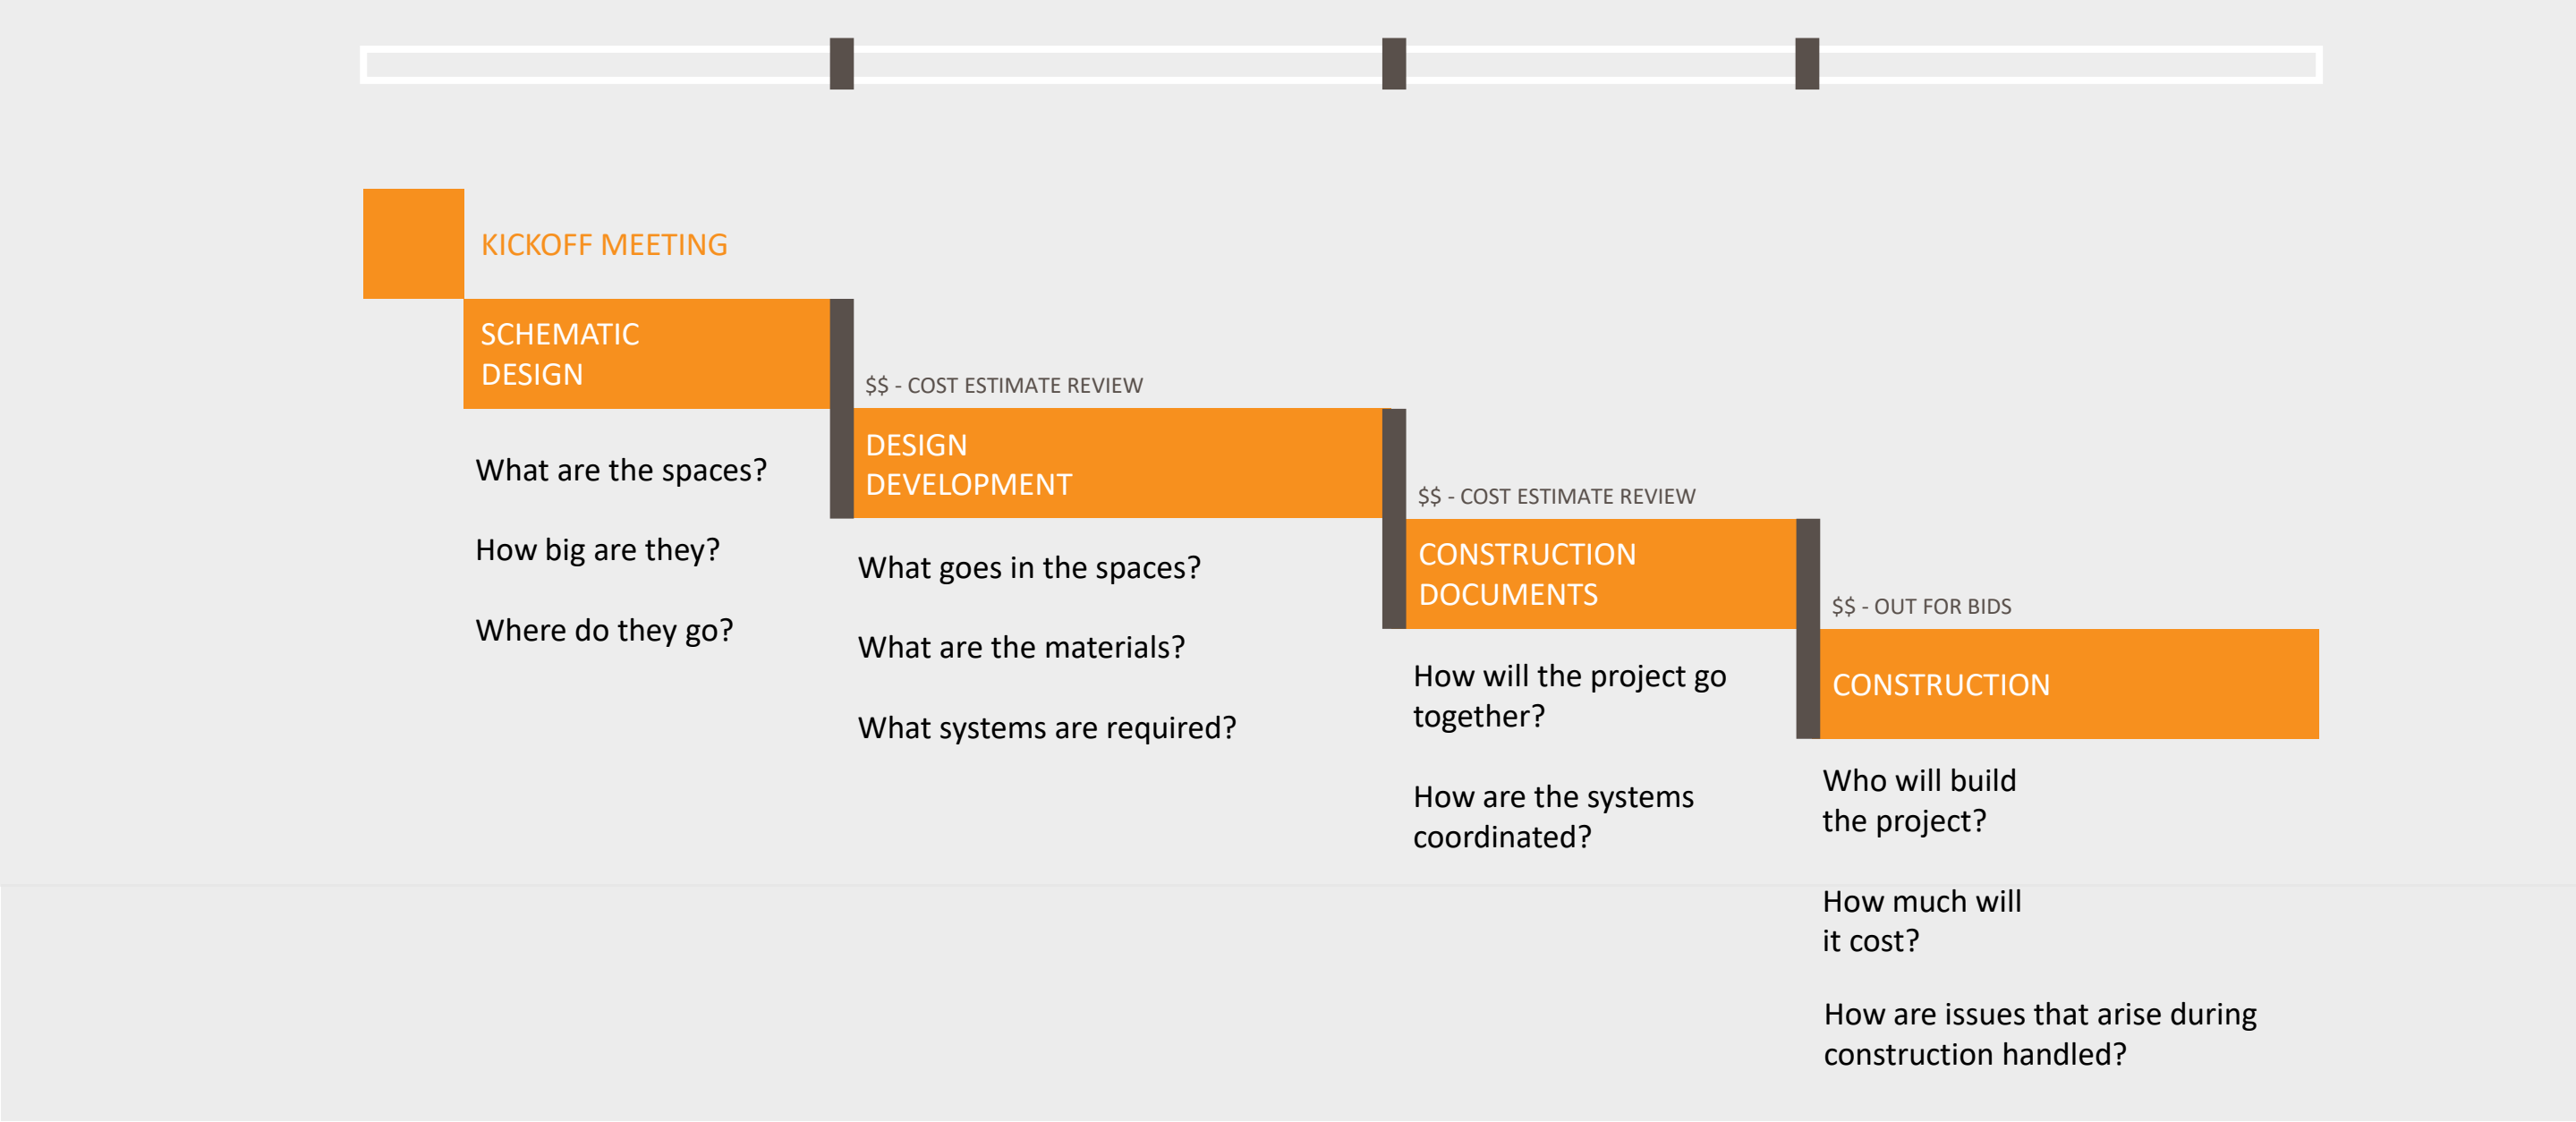 KICKOFF MEETING
SCHEMATIC
DESIGN
What are the spaces?
How big are they?
Where do they go?
$$ - COST ESTIMATE REVIEW
DESIGN
DEVELOPMENT
What goes in the spaces?
What are the materials?
What systems are required?
$$ - COST ESTIMATE REVIEW
CONSTRUCTION
DOCUMENTS
How will the project go
together?
How are the systems
coordinated?
$$ - OUT FOR BIDS
CONSTRUCTION
Who will build
the project?
How much will
it cost?
How are issues that arise during
construction handled?